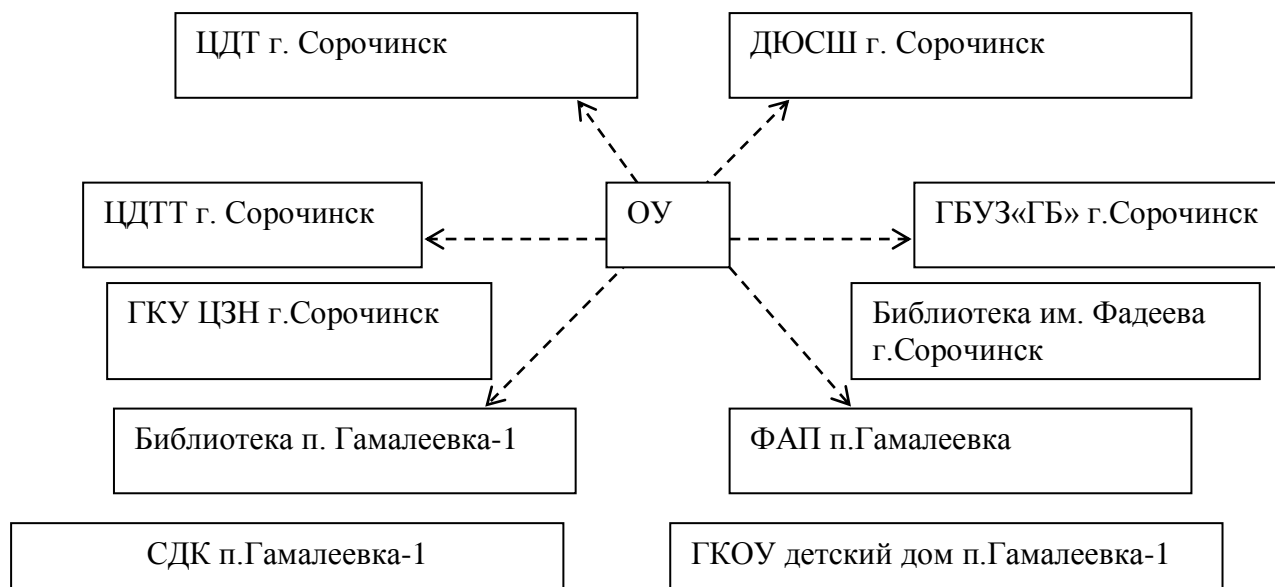 ЦДТ г. Сорочинск
ДЮСШ г. Сорочинск
ЦДТТ г. Сорочинск
ОУ
ГБУЗ«ГБ» г.Сорочинск
ГКУ ЦЗН г.Сорочинск
Библиотека им. Фадеева
г.Сорочинск
Библиотека п. Гамалеевка-1
ФАП п.Гамалеевка
СДК п.Гамалеевка-1
ГКОУ детский дом п.Гамалеевка-1